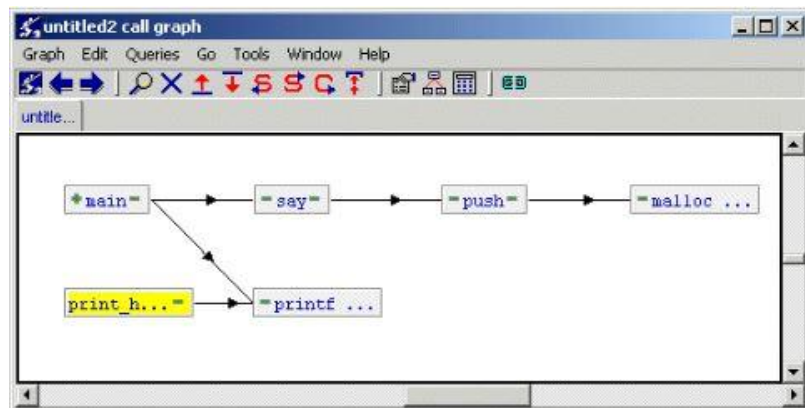 untitled2 call graph
Graph Edit Queries Go Tools Window Help
untitle...
main say push malloc ...
print_h... printf ...